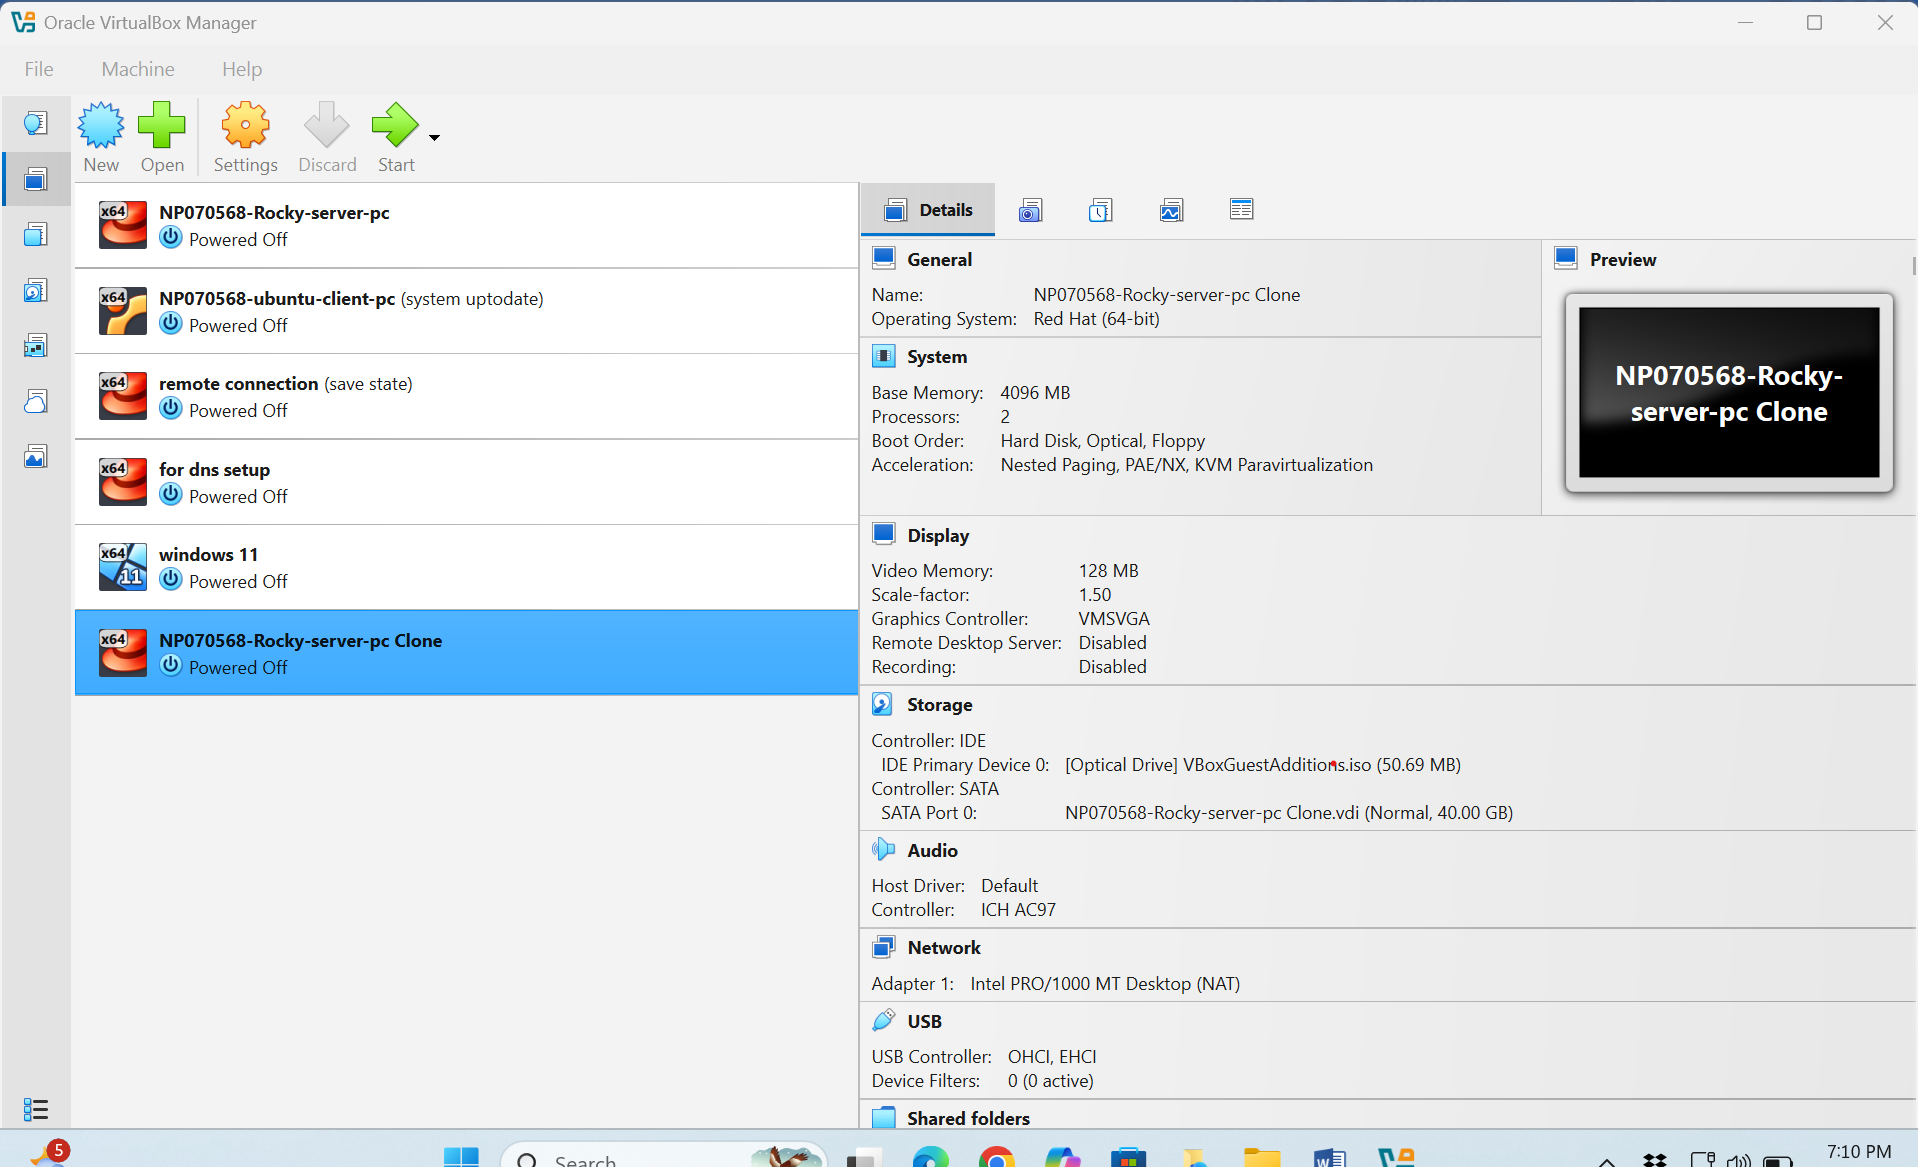 Oracle VirtualBox Manager
File Machine Help
New Open Settings Discard Start
x64 NP070568-Rocky-server-pc
Powered Off
x64 NP070568-ubuntu-client-pc (system uptodate)
Powered Off
x64 remote connection (save state)
Powered Off
x64 for dns setup
Powered Off
x64 11 windows 11
Powered Off
x64 NP070568-Rocky-server-pc Clone
Powered Off
Details
General
Name: NP070568-Rocky-server-pc Clone
Operating System: Red Hat (64-bit)
Preview
NP070568-Rocky-
server-pc Clone
System
Base Memory: 4096 MB
Processors: 2
Boot Order: Hard Disk, Optical, Floppy
Acceleration: Nested Paging, PAE/NX, KVM Paravirtualization
Display
Video Memory: 128 MB
Scale-factor: 1.50
Graphics Controller: VMSVGA
Remote Desktop Server: Disabled
Recording: Disabled
Storage
Controller: IDE
IDE Primary Device 0: [Optical Drive] VBoxGuestAdditions.iso (50.69 MB)
Controller: SATA
SATA Port 0: NP070568-Rocky-server-pc Clone.vdi (Normal, 40.00 GB)
Audio
Host Driver: Default
Controller: ICH AC97
Network
Adapter 1: Intel PRO/1000 MT Desktop (NAT)
USB
USB Controller: OHCI, EHCI
Device Filters: 0 (0 active)
Shared folders
5
Search
7:10 PM